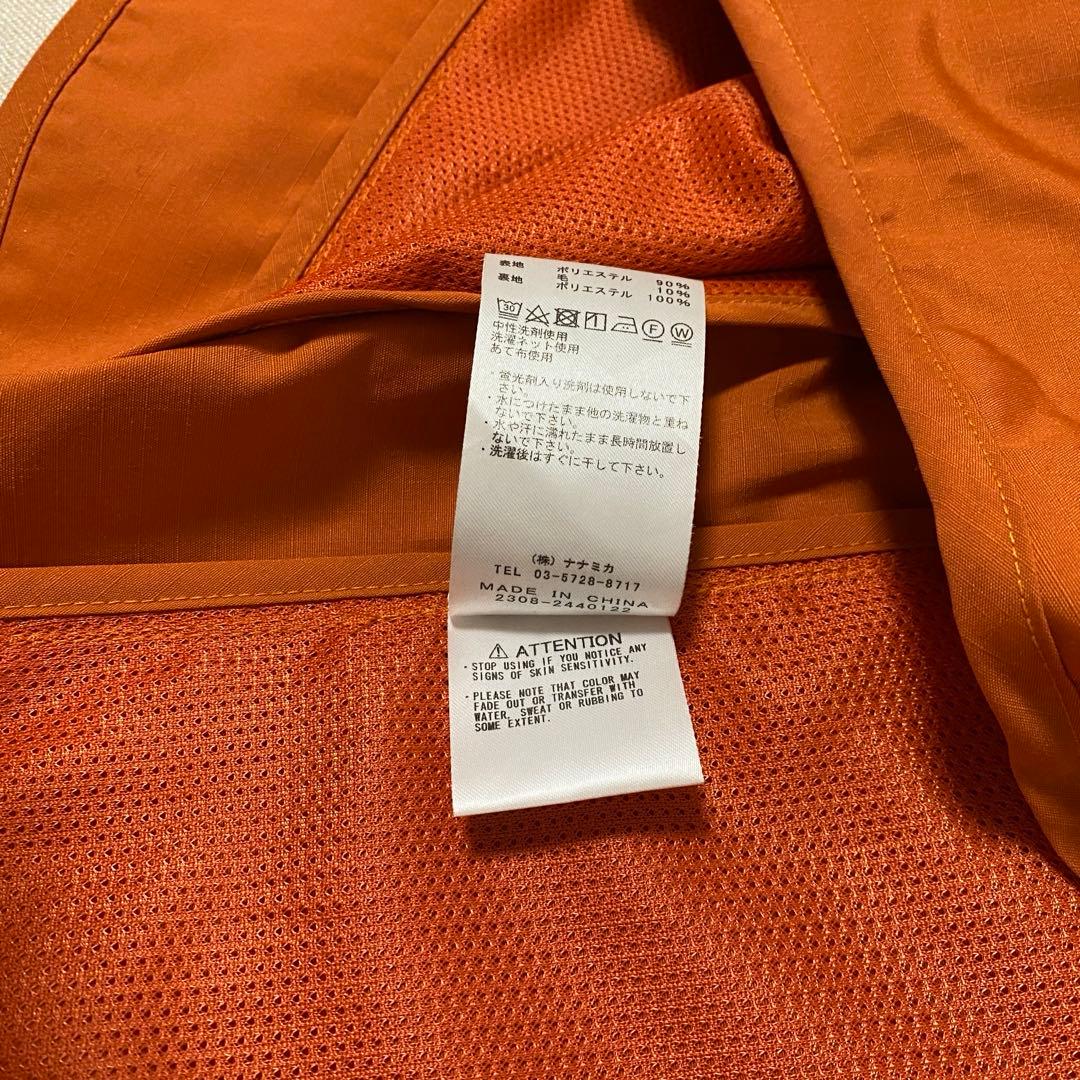 表地 ポリエステル 90%
毛 10%
裏地 ポリエステル 100%
30 F W
中性洗剤使用
洗濯ネット使用
あて布使用
・蛍光剤入り洗剤は使用しないで下
さい。
・水につけたまま他の洗濯物と重ね
ないで下さい。
・水や汗に濡れたまま長時間放置し
ないで下さい。
・洗濯後はすぐに干して下さい。
(株) ナナミカ
TEL 03-5728-8717
MADE IN CHINA
2308-2440122
⚠ ATTENTION
・STOP USING IF YOU NOTICE ANY
SIGNS OF SKIN SENSITIVITY.
・PLEASE NOTE THAT COLOR MAY
FADE OUT OR TRANSFER WITH
WATER, SWEAT OR RUBBING TO
SOME EXTENT.